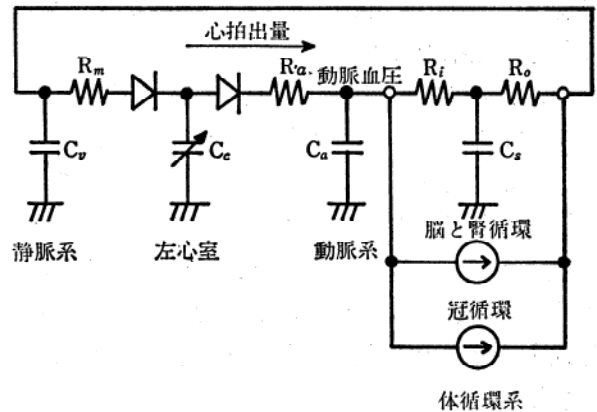 心拍出量
Rm
Ra
動脈血圧
Ri
Ro
Cv
Cc
Ca
Cs
脳と腎循環
静脈系
左心室
動脈系
冠循環
体循環系